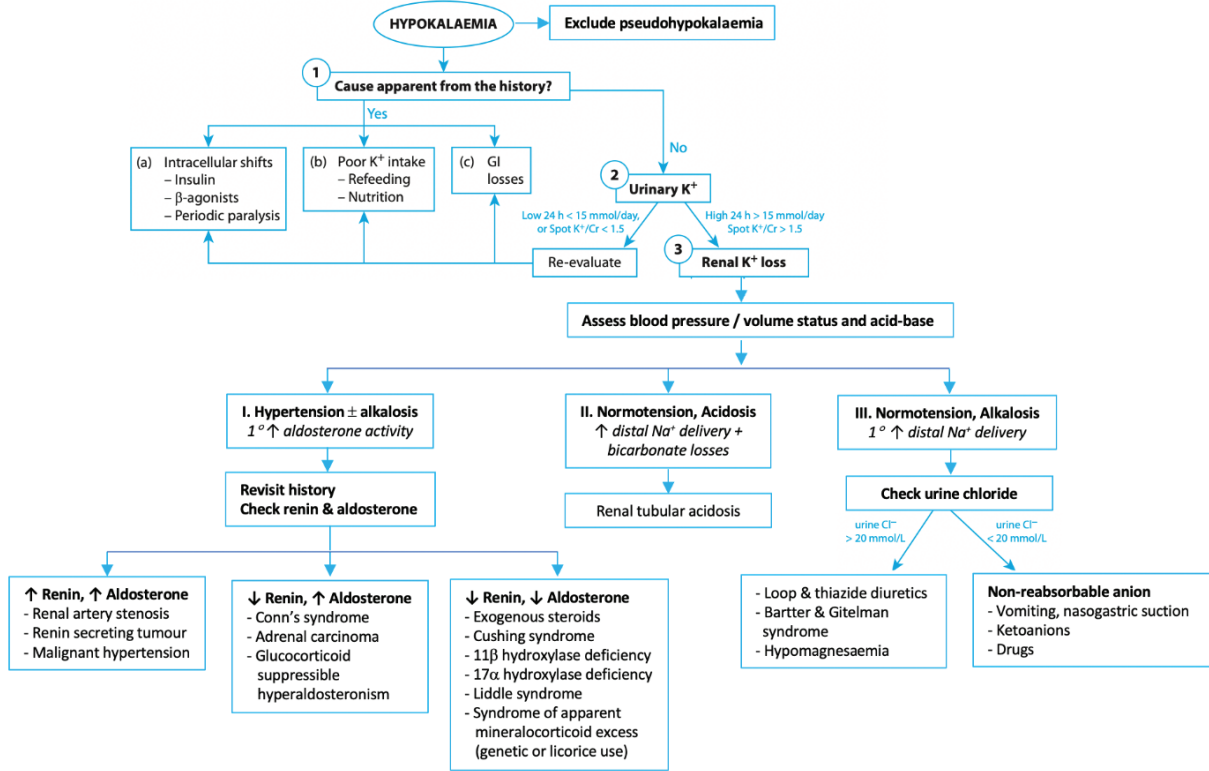 HYPOKALAEMIA
Exclude pseudohypokalaemia
1
Cause apparent from the history?
Yes
No
(a) Intracellular shifts
– Insulin
– β-agonists
– Periodic paralysis
(b) Poor K⁺ intake
– Refeeding
– Nutrition
(c) GI
losses
2
Urinary K⁺
Low 24 h < 15 mmol/day,
or Spot K⁺/Cr < 1.5
High 24 h > 15 mmol/day
Spot K⁺/Cr > 1.5
Re-evaluate
3
Renal K⁺ loss
Assess blood pressure / volume status and acid-base
I. Hypertension ± alkalosis
1° ↑ aldosterone activity
II. Normotension, Acidosis
↑ distal Na⁺ delivery +
bicarbonate losses
III. Normotension, Alkalosis
1° ↑ distal Na⁺ delivery
Revisit history
Check renin & aldosterone
Renal tubular acidosis
Check urine chloride
urine Cl⁻
> 20 mmol/L
urine Cl⁻
< 20 mmol/L
↑ Renin, ↑ Aldosterone
- Renal artery stenosis
- Renin secreting tumour
- Malignant hypertension
↓ Renin, ↑ Aldosterone
- Conn's syndrome
- Adrenal carcinoma
- Glucocorticoid
suppressible
hyperaldosteronism
↓ Renin, ↓ Aldosterone
- Exogenous steroids
- Cushing syndrome
- 11β hydroxylase deficiency
- 17α hydroxylase deficiency
- Liddle syndrome
- Syndrome of apparent
mineralocorticoid excess
(genetic or licorice use)
- Loop & thiazide diuretics
- Bartter & Gitelman
syndrome
- Hypomagnesaemia
Non-reabsorbable anion
- Vomiting, nasogastric suction
- Ketoanions
- Drugs